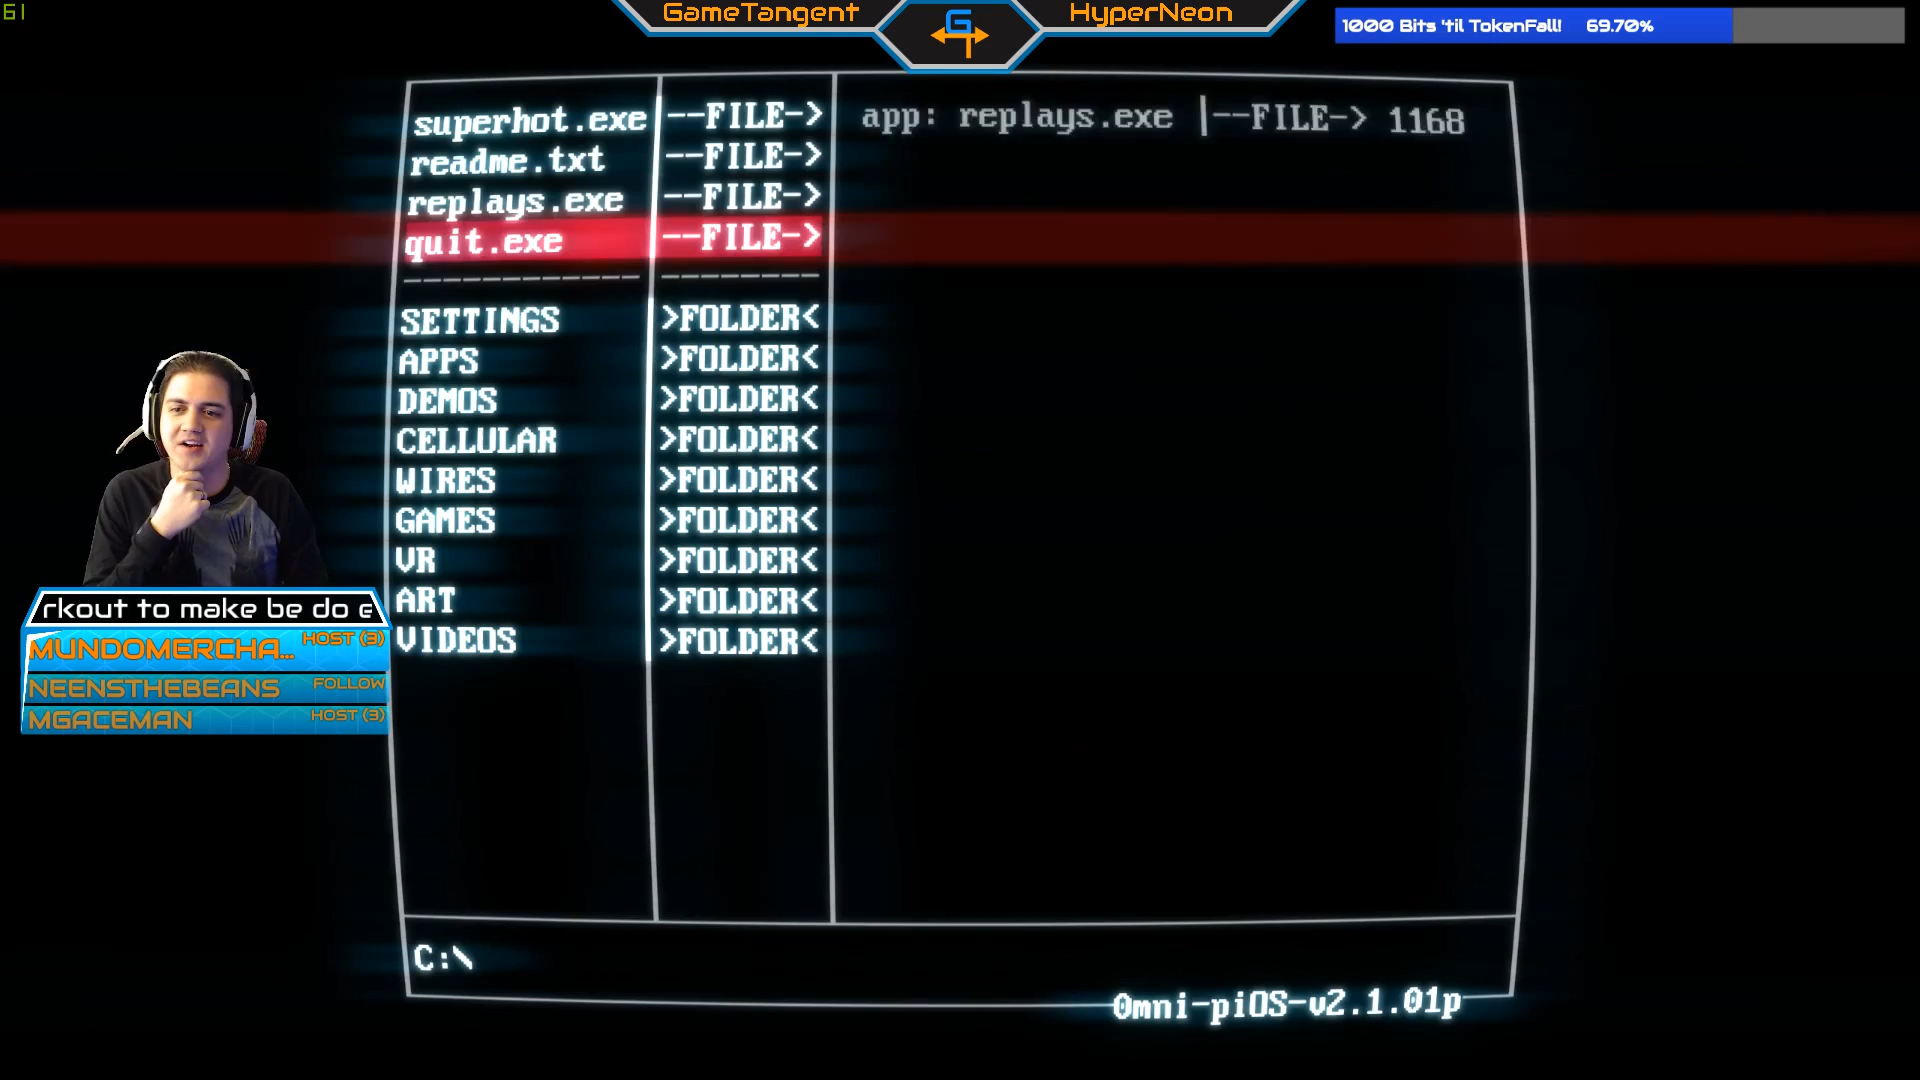 61
GameTangent
HyperNeon
1000 Bits 'til TokenFall! 69.70%
superhot.exe --FILE->
readme.txt --FILE->
replays.exe --FILE->
quit.exe --FILE->
app: replays.exe |--FILE-> 1168
SETTINGS >FOLDER<
APPS >FOLDER<
DEMOS >FOLDER<
CELLULAR >FOLDER<
WIRES >FOLDER<
GAMES >FOLDER<
VR >FOLDER<
ART >FOLDER<
VIDEOS >FOLDER<
rkout to make be do e
MUNDOMERCHA... HOST (3)
NEENSTHEBEANS FOLLOW
MGACEMAN HOST (3)
C:\
0mni-piOS-v2.1.01p